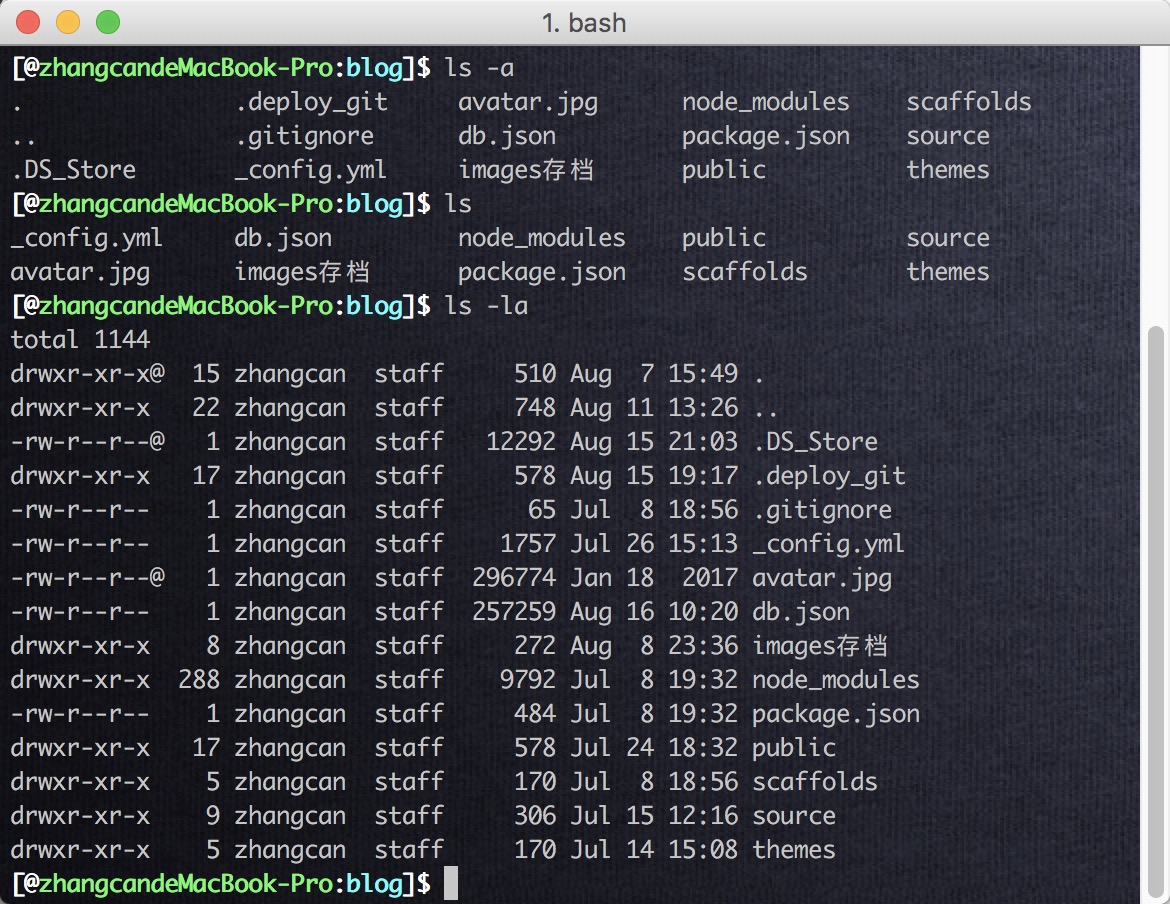 1. bash
[@zhangcandeMacBook-Pro:blog]$ ls -a
.               .deploy_git     avatar.jpg      node_modules    scaffolds
..              .gitignore      db.json         package.json    source
.DS_Store       _config.yml     images存档      public          themes
[@zhangcandeMacBook-Pro:blog]$ ls
_config.yml     db.json         node_modules    public          source
avatar.jpg      images存档      package.json    scaffolds       themes
[@zhangcandeMacBook-Pro:blog]$ ls -la
total 1144
drwxr-xr-x@  15 zhangcan  staff     510 Aug  7 15:49 .
drwxr-xr-x   22 zhangcan  staff     748 Aug 11 13:26 ..
-rw-r--r--@   1 zhangcan  staff   12292 Aug 15 21:03 .DS_Store
drwxr-xr-x   17 zhangcan  staff     578 Aug 15 19:17 .deploy_git
-rw-r--r--    1 zhangcan  staff      65 Jul  8 18:56 .gitignore
-rw-r--r--    1 zhangcan  staff    1757 Jul 26 15:13 _config.yml
-rw-r--r--@   1 zhangcan  staff  296774 Jan 18  2017 avatar.jpg
-rw-r--r--    1 zhangcan  staff  257259 Aug 16 10:20 db.json
drwxr-xr-x    8 zhangcan  staff     272 Aug  8 23:36 images存档
drwxr-xr-x  288 zhangcan  staff    9792 Jul  8 19:32 node_modules
-rw-r--r--    1 zhangcan  staff     484 Jul  8 19:32 package.json
drwxr-xr-x   17 zhangcan  staff     578 Jul 24 18:32 public
drwxr-xr-x    5 zhangcan  staff     170 Jul  8 18:56 scaffolds
drwxr-xr-x    9 zhangcan  staff     306 Jul 15 12:16 source
drwxr-xr-x    5 zhangcan  staff     170 Jul 14 15:08 themes
[@zhangcandeMacBook-Pro:blog]$